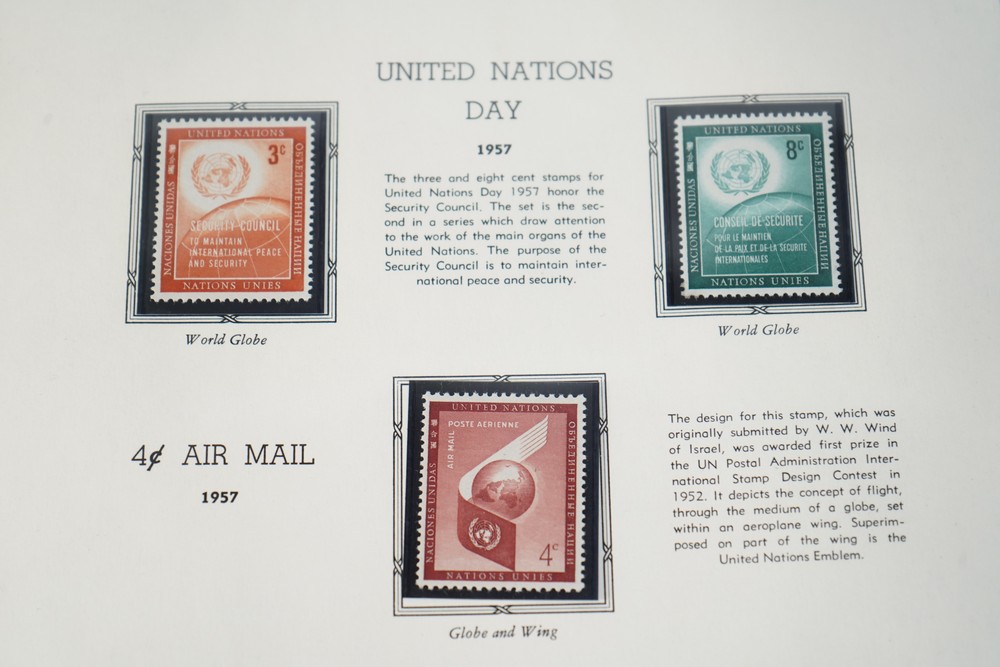 UNITED NATIONS
DAY
1957
The three and eight cent stamps for
United Nations Day 1957 honor the
Security Council. The set is the sec-
ond in a series which draw attention
to the work of the main organs of the
United Nations. The purpose of the
Security Council is to maintain inter-
national peace and security.
UNITED NATIONS
3c
NACIONES UNIDAS
ОБЪЕДИНЕННЫЕ НАЦИИ
SECURITY COUNCIL
TO MAINTAIN
INTERNATIONAL PEACE
AND SECURITY
NATIONS UNIES
World Globe
UNITED NATIONS
8c
NACIONES UNIDAS
ОБЪЕДИНЕННЫЕ НАЦИИ
CONSEIL DE SECURITE
POUR LE MAINTIEN
DE LA PAIX ET DE LA SECURITE
INTERNATIONALES
NATIONS UNIES
World Globe
4¢ AIR MAIL
1957
UNITED NATIONS
POSTE AERIENNE
AIR MAIL
NACIONES UNIDAS
ОБЪЕДИНЕННЫЕ НАЦИИ
4c
NATIONS UNIES
Globe and Wing
The design for this stamp, which was
originally submitted by W. W. Wind
of Israel, was awarded first prize in
the UN Postal Administration Inter-
national Stamp Design Contest in
1952. It depicts the concept of flight,
through the medium of a globe, set
within an aeroplane wing. Superim-
posed on part of the wing is the
United Nations Emblem.